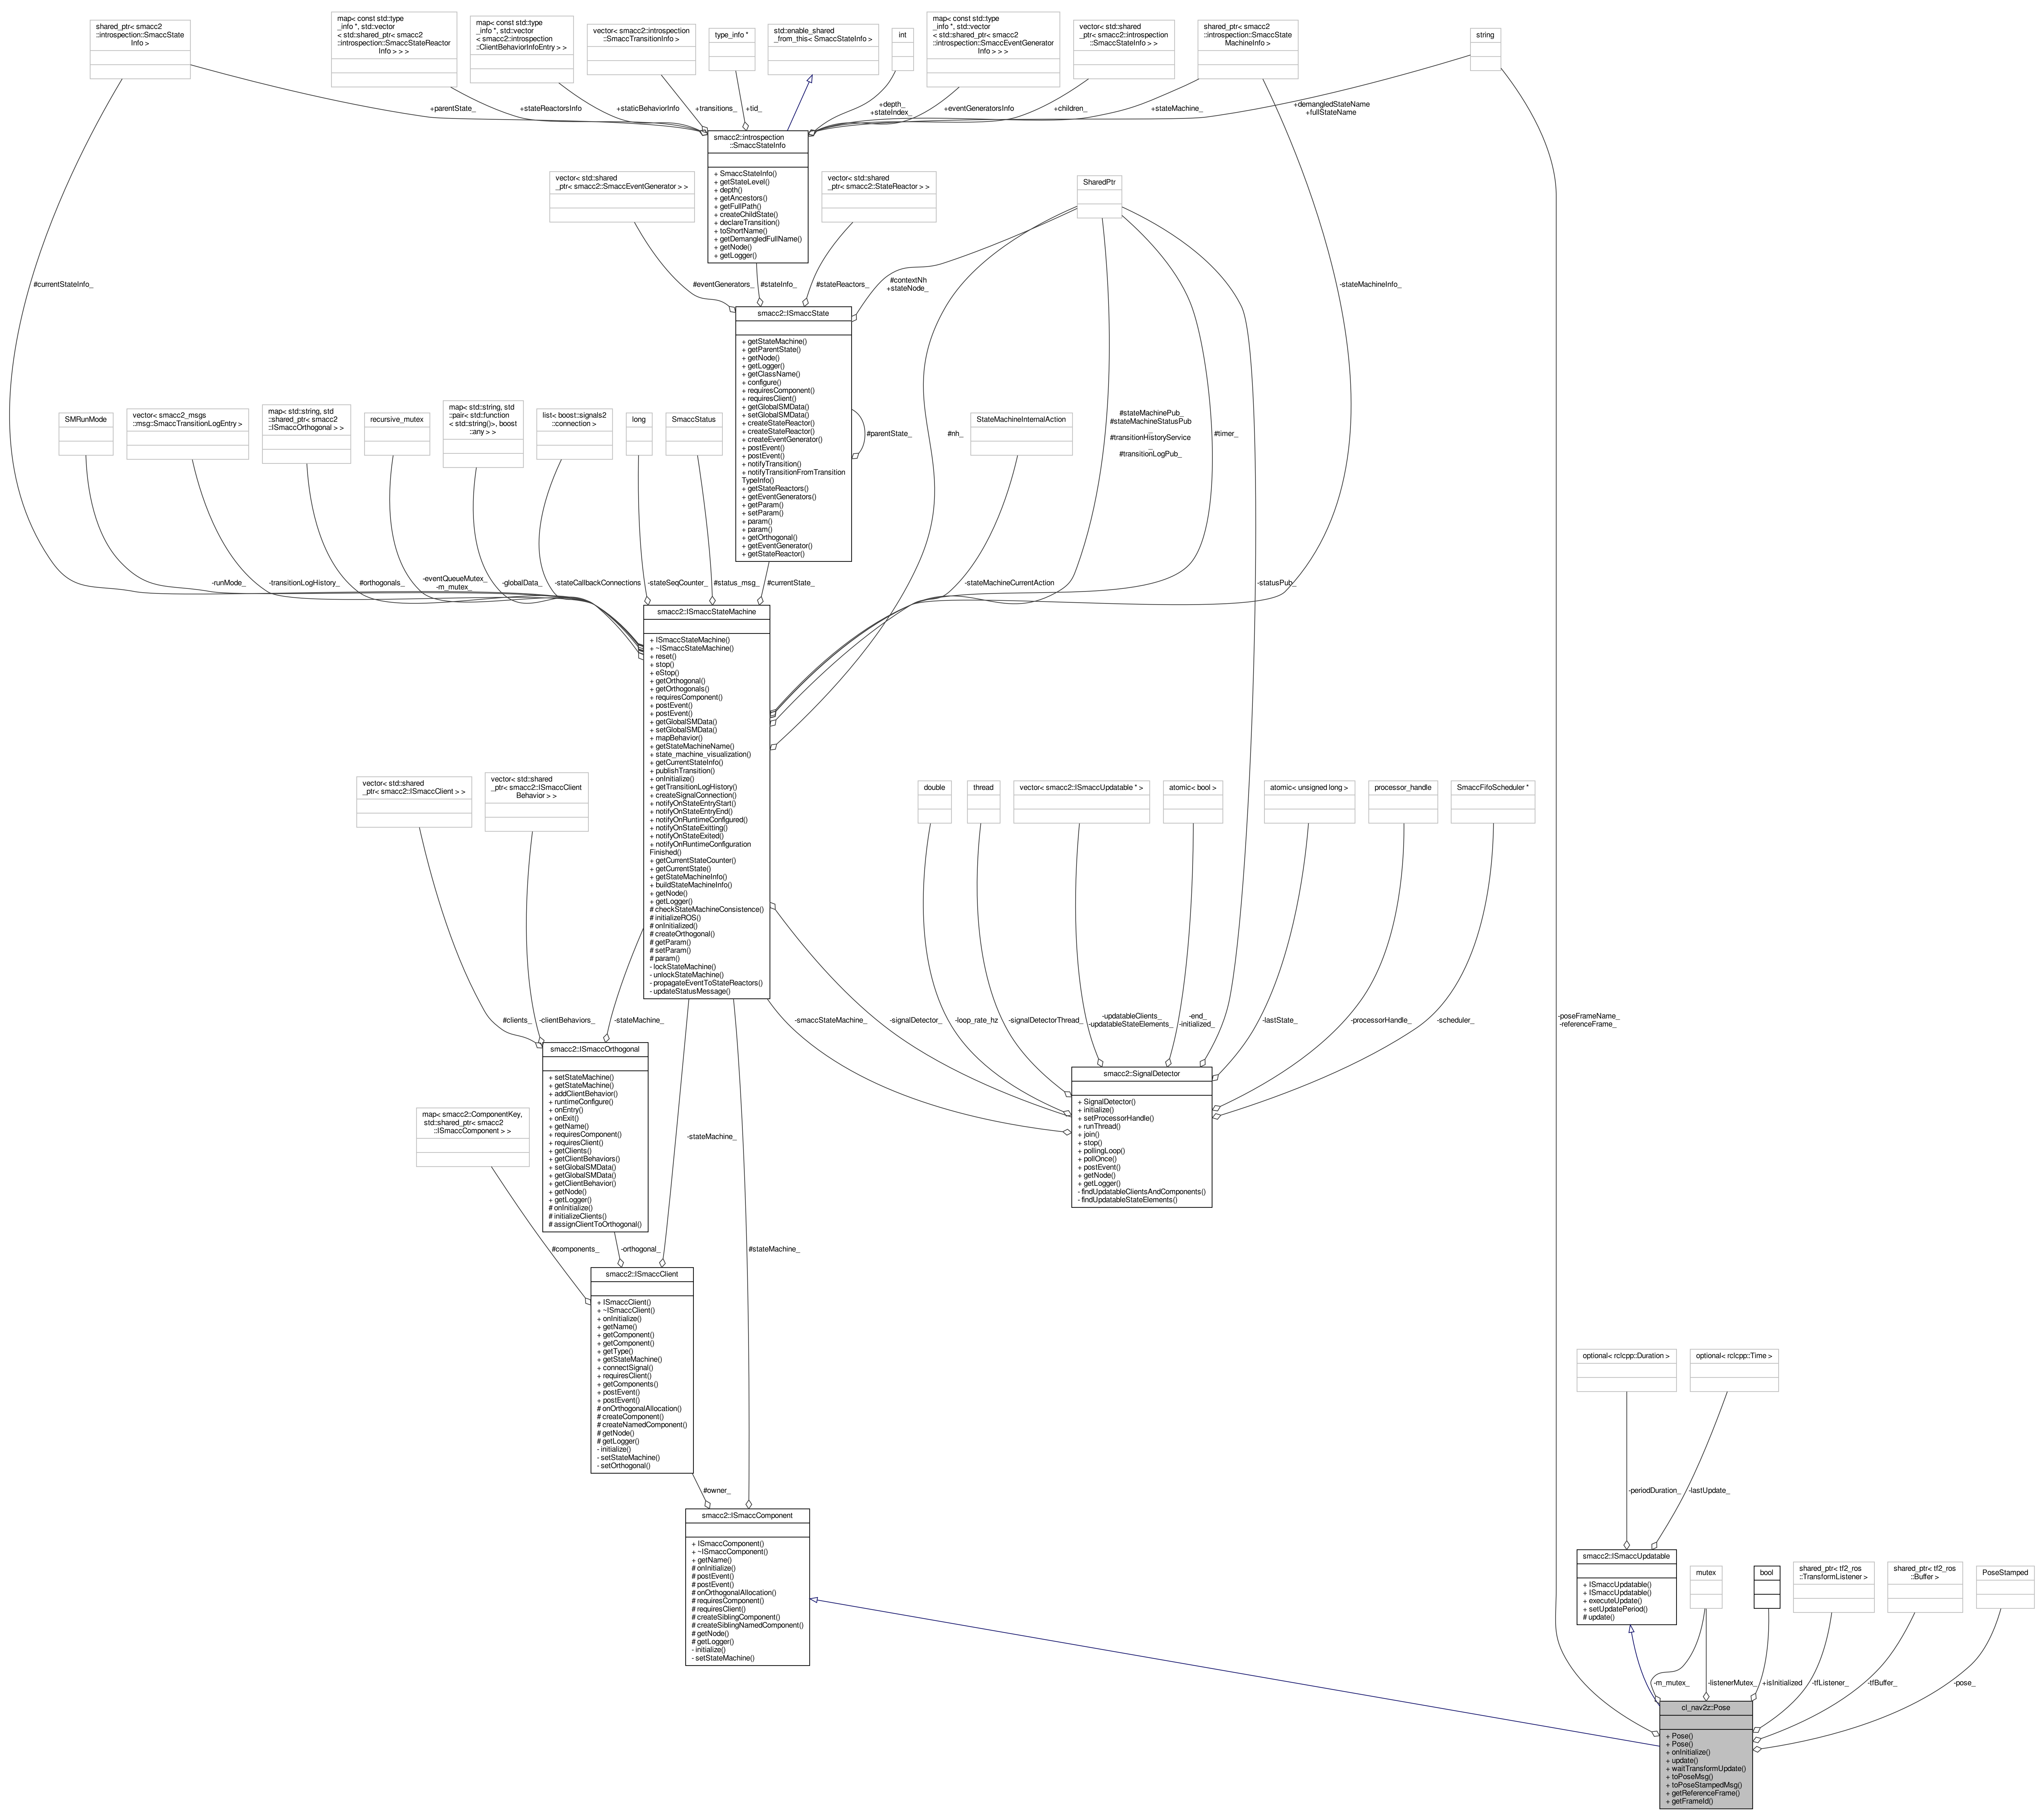 shared_ptr< smacc2
::introspection::SmaccState
Info >
map< const std::type
_info *, std::vector
< std::shared_ptr< smacc2
::introspection::SmaccStateReactor
Info > > >
map< const std::type
_info *, std::vector
< smacc2::introspection
::ClientBehaviorInfoEntry > >
vector< smacc2::introspection
::SmaccTransitionInfo >
type_info *
std::enable_shared
_from_this< SmaccStateInfo >
int
map< const std::type
_info *, std::vector
< std::shared_ptr< smacc2
::introspection::SmaccEventGenerator
Info > > >
vector< std::shared
_ptr< smacc2::introspection
::SmaccStateInfo > >
shared_ptr< smacc2
::introspection::SmaccState
MachineInfo >
string
+parentState_
+stateReactorsInfo
+staticBehaviorInfo
+transitions_
+tid_
+depth_
+stateIndex_
+eventGeneratorsInfo
+children_
+stateMachine_
+demangledStateName
+fullStateName
smacc2::introspection
::SmaccStateInfo
+ SmaccStateInfo()
+ getStateLevel()
+ depth()
+ getAncestors()
+ getFullPath()
+ createChildState()
+ declareTransition()
+ toShortName()
+ getDemangledFullName()
+ getNode()
+ getLogger()
vector< std::shared
_ptr< smacc2::SmaccEventGenerator > >
vector< std::shared
_ptr< smacc2::StateReactor > >
SharedPtr
#currentStateInfo_
#eventGenerators_
#stateInfo_
#stateReactors_
#contextNh
+stateNode_
-stateMachineInfo_
smacc2::ISmaccState
+ getStateMachine()
+ getParentState()
+ getNode()
+ getLogger()
+ getClassName()
+ configure()
+ requiresComponent()
+ requiresClient()
+ getGlobalSMData()
+ setGlobalSMData()
+ createStateReactor()
+ createStateReactor()
+ createEventGenerator()
+ postEvent()
+ postEvent()
+ notifyTransition()
+ notifyTransitionFromTransition
TypeInfo()
+ getStateReactors()
+ getEventGenerators()
+ getParam()
+ setParam()
+ param()
+ param()
+ getOrthogonal()
+ getEventGenerator()
+ getStateReactor()
#parentState_
SMRunMode
vector< smacc2_msgs
::msg::SmaccTransitionLogEntry >
map< std::string, std
::shared_ptr< smacc2
::ISmaccOrthogonal > >
recursive_mutex
map< std::string, std
::pair< std::function
< std::string()>, boost
::any > >
list< boost::signals2
::connection >
long
SmaccStatus
#nh_
StateMachineInternalAction
#stateMachinePub_
#stateMachineStatusPub
_
#transitionHistoryService
_
#transitionLogPub_
#timer_
-runMode_
-transitionLogHistory_
#orthogonals_
-eventQueueMutex_
-m_mutex_
-globalData_
-stateCallbackConnections
-stateSeqCounter_
#status_msg_
#currentState_
-stateMachineCurrentAction
-statusPub_
smacc2::ISmaccStateMachine
+ ISmaccStateMachine()
+ ~ISmaccStateMachine()
+ reset()
+ stop()
+ eStop()
+ getOrthogonal()
+ getOrthogonals()
+ requiresComponent()
+ postEvent()
+ postEvent()
+ getGlobalSMData()
+ setGlobalSMData()
+ mapBehavior()
+ getStateMachineName()
+ state_machine_visualization()
+ getCurrentStateInfo()
+ publishTransition()
+ onInitialize()
+ getTransitionLogHistory()
+ createSignalConnection()
+ notifyOnStateEntryStart()
+ notifyOnStateEntryEnd()
+ notifyOnRuntimeConfigured()
+ notifyOnStateExitting()
+ notifyOnStateExited()
+ notifyOnRuntimeConfiguration
Finished()
+ getCurrentStateCounter()
+ getCurrentState()
+ getStateMachineInfo()
+ buildStateMachineInfo()
+ getNode()
+ getLogger()
# checkStateMachineConsistence()
# initializeROS()
# onInitialized()
# createOrthogonal()
# getParam()
# setParam()
# param()
- lockStateMachine()
- unlockStateMachine()
- propagateEventToStateReactors()
- updateStatusMessage()
vector< std::shared
_ptr< smacc2::ISmaccClient > >
vector< std::shared
_ptr< smacc2::ISmaccClient
Behavior > >
double
thread
vector< smacc2::ISmaccUpdatable * >
atomic< bool >
atomic< unsigned long >
processor_handle
SmaccFifoScheduler *
#clients_
-clientBehaviors_
-stateMachine_
-smaccStateMachine_
-signalDetector_
-loop_rate_hz
-signalDetectorThread_
-updatableClients_
-updatableStateElements_
-end_
-initialized_
-lastState_
-processorHandle_
-scheduler_
-poseFrameName_
-referenceFrame_
smacc2::ISmaccOrthogonal
+ setStateMachine()
+ getStateMachine()
+ addClientBehavior()
+ runtimeConfigure()
+ onEntry()
+ onExit()
+ getName()
+ requiresComponent()
+ requiresClient()
+ getClients()
+ getClientBehaviors()
+ setGlobalSMData()
+ getGlobalSMData()
+ getClientBehavior()
+ getNode()
+ getLogger()
# onInitialize()
# initializeClients()
# assignClientToOrthogonal()
smacc2::SignalDetector
+ SignalDetector()
+ initialize()
+ setProcessorHandle()
+ runThread()
+ join()
+ stop()
+ pollingLoop()
+ pollOnce()
+ postEvent()
+ getNode()
+ getLogger()
- findUpdatableClientsAndComponents()
- findUpdatableStateElements()
map< smacc2::ComponentKey,
std::shared_ptr< smacc2
::ISmaccComponent > >
-stateMachine_
#components_
-orthogonal_
#stateMachine_
smacc2::ISmaccClient
+ ISmaccClient()
+ ~ISmaccClient()
+ onInitialize()
+ getName()
+ getComponent()
+ getComponent()
+ getType()
+ getStateMachine()
+ connectSignal()
+ requiresClient()
+ getComponents()
+ postEvent()
+ postEvent()
# onOrthogonalAllocation()
# createComponent()
# createNamedComponent()
# getNode()
# getLogger()
- initialize()
- setStateMachine()
- setOrthogonal()
optional< rclcpp::Duration >
optional< rclcpp::Time >
#owner_
-periodDuration_
-lastUpdate_
smacc2::ISmaccComponent
+ ISmaccComponent()
+ ~ISmaccComponent()
+ getName()
# onInitialize()
# postEvent()
# postEvent()
# onOrthogonalAllocation()
# requiresComponent()
# requiresClient()
# createSiblingComponent()
# createSiblingNamedComponent()
# getNode()
# getLogger()
- initialize()
- setStateMachine()
smacc2::ISmaccUpdatable
+ ISmaccUpdatable()
+ ISmaccUpdatable()
+ executeUpdate()
+ setUpdatePeriod()
# update()
mutex
bool
shared_ptr< tf2_ros
::TransformListener >
shared_ptr< tf2_ros
::Buffer >
PoseStamped
-m_mutex_
-listenerMutex_
+isInitialized
-tfListener_
-tfBuffer_
-pose_
cl_nav2z::Pose
+ Pose()
+ Pose()
+ onInitialize()
+ update()
+ waitTransformUpdate()
+ toPoseMsg()
+ toPoseStampedMsg()
+ getReferenceFrame()
+ getFrameId()